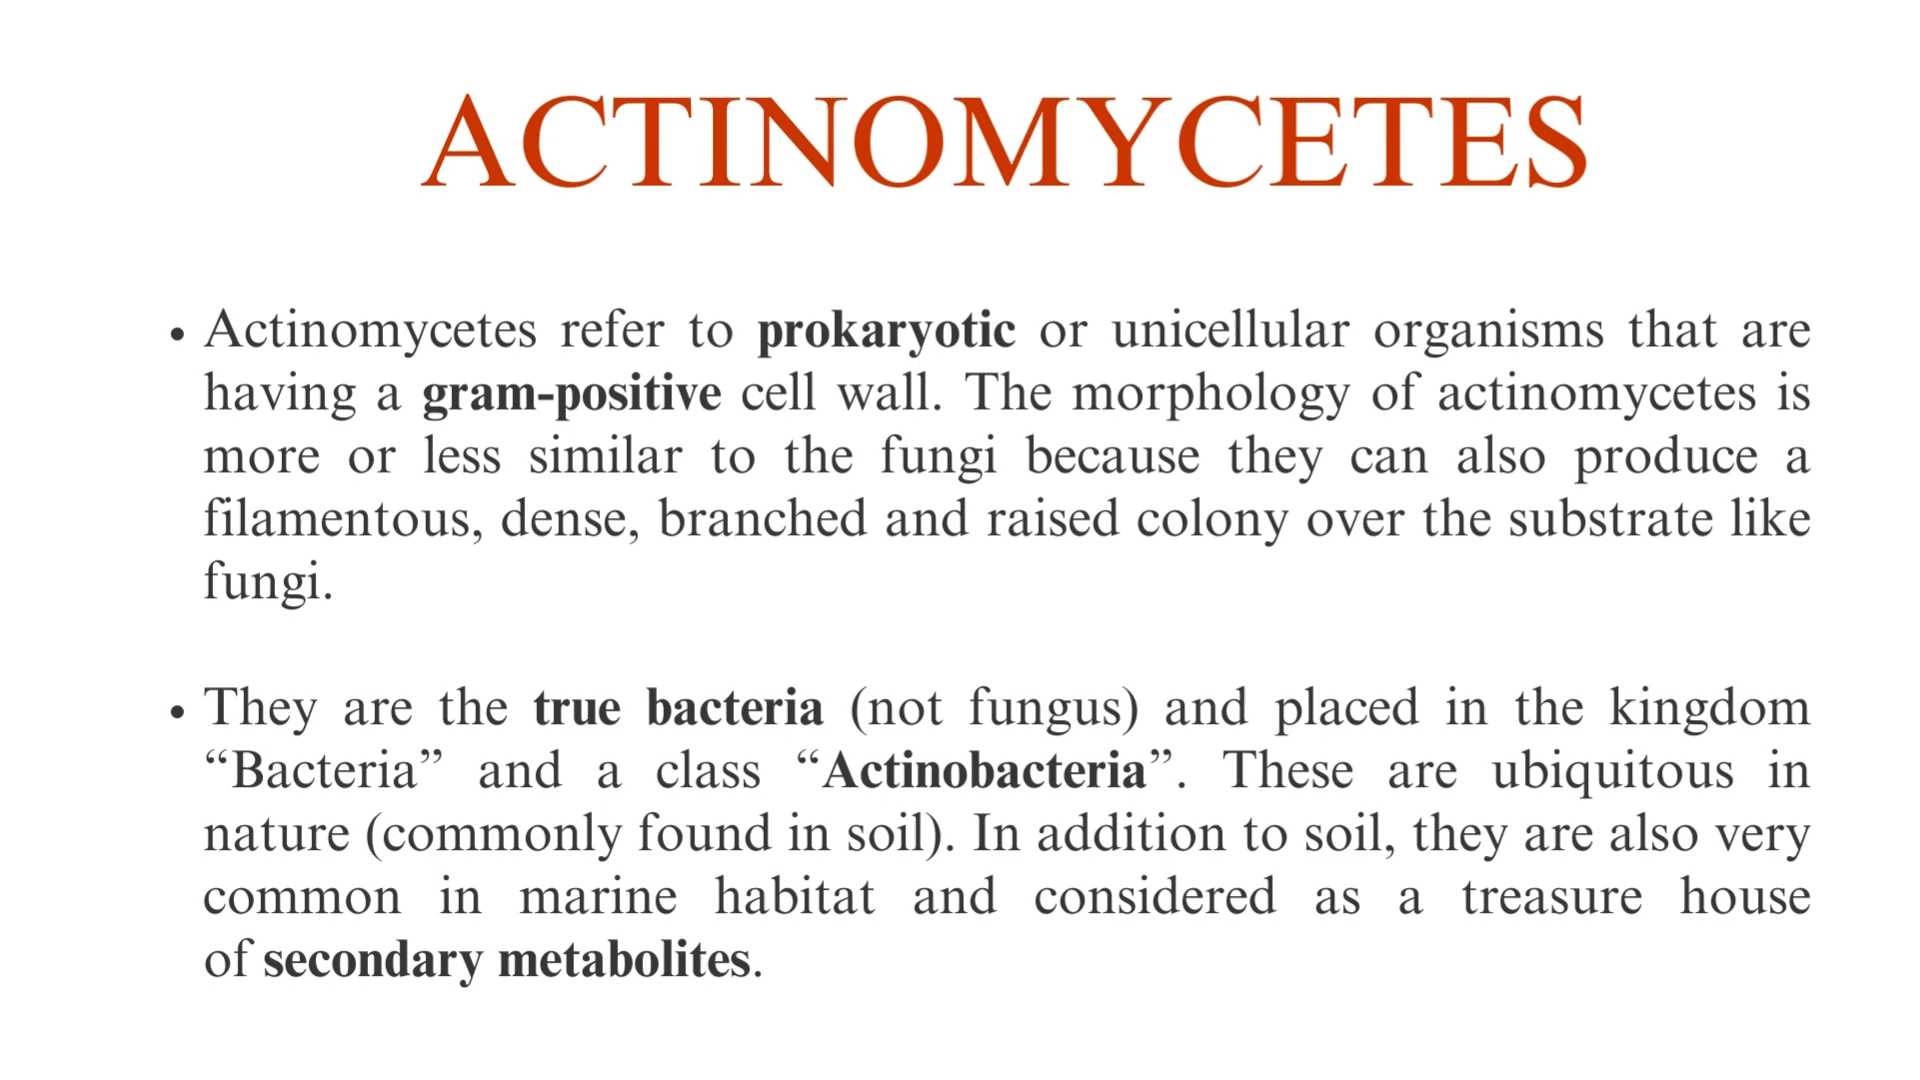 ACTINOMYCETES
• Actinomycetes refer to prokaryotic or unicellular organisms that are
having a gram-positive cell wall. The morphology of actinomycetes is
more or less similar to the fungi because they can also produce a
filamentous, dense, branched and raised colony over the substrate like
fungi.
• They are the true bacteria (not fungus) and placed in the kingdom
“Bacteria” and a class “Actinobacteria”. These are ubiquitous in
nature (commonly found in soil). In addition to soil, they are also very
common in marine habitat and considered as a treasure house
of secondary metabolites.